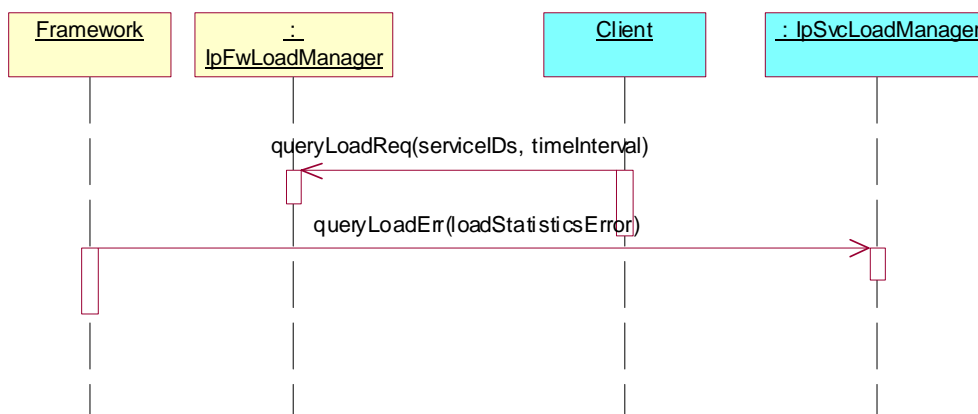 Framework
:
IpFwLoadManager
Client
: IpSvcLoadManager
queryLoadReq(serviceIDs, timeInterval)
queryLoadErr(loadStatisticsError)